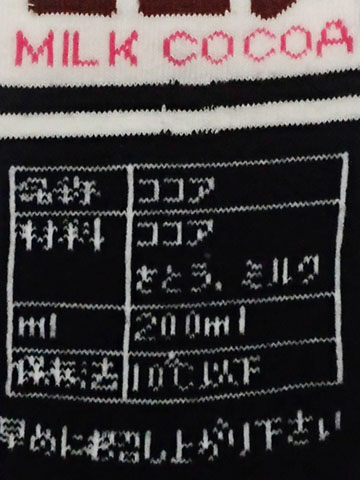 MILK COCOA
品名 ココア
材料 ココア
さとう、ミルク
ml 200ml
保存方法 10℃以下
早めにお召し上がり下さい